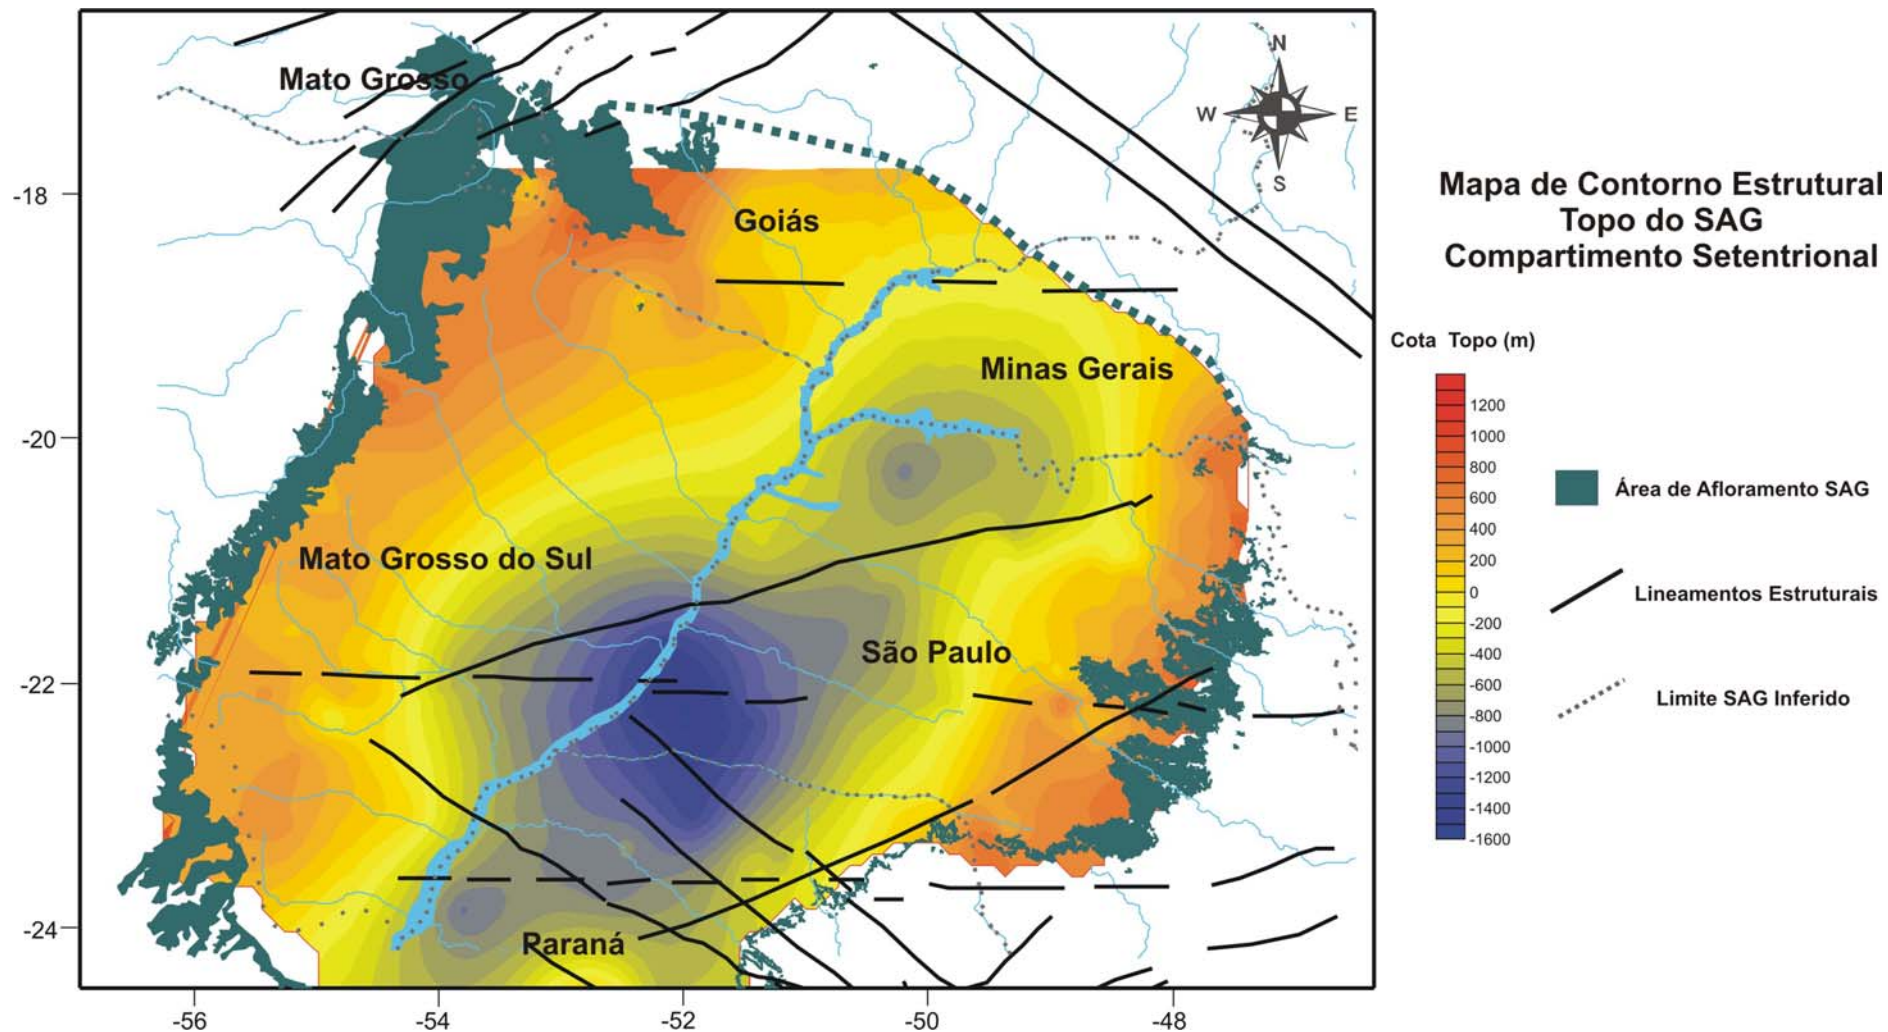 Mapa de Contorno Estrutural
Topo do SAG
Compartimento Setentrional
N
W
E
S
Mato Grosso
Goiás
Minas Gerais
Mato Grosso do Sul
São Paulo
Paraná
-18
-20
-22
-24
-56
-54
-52
-50
-48
Cota Topo (m)
1200
1000
800
600
400
200
0
-200
-400
-600
-800
-1000
-1200
-1400
-1600
Área de Afloramento SAG
Lineamentos Estruturais
Limite SAG Inferido